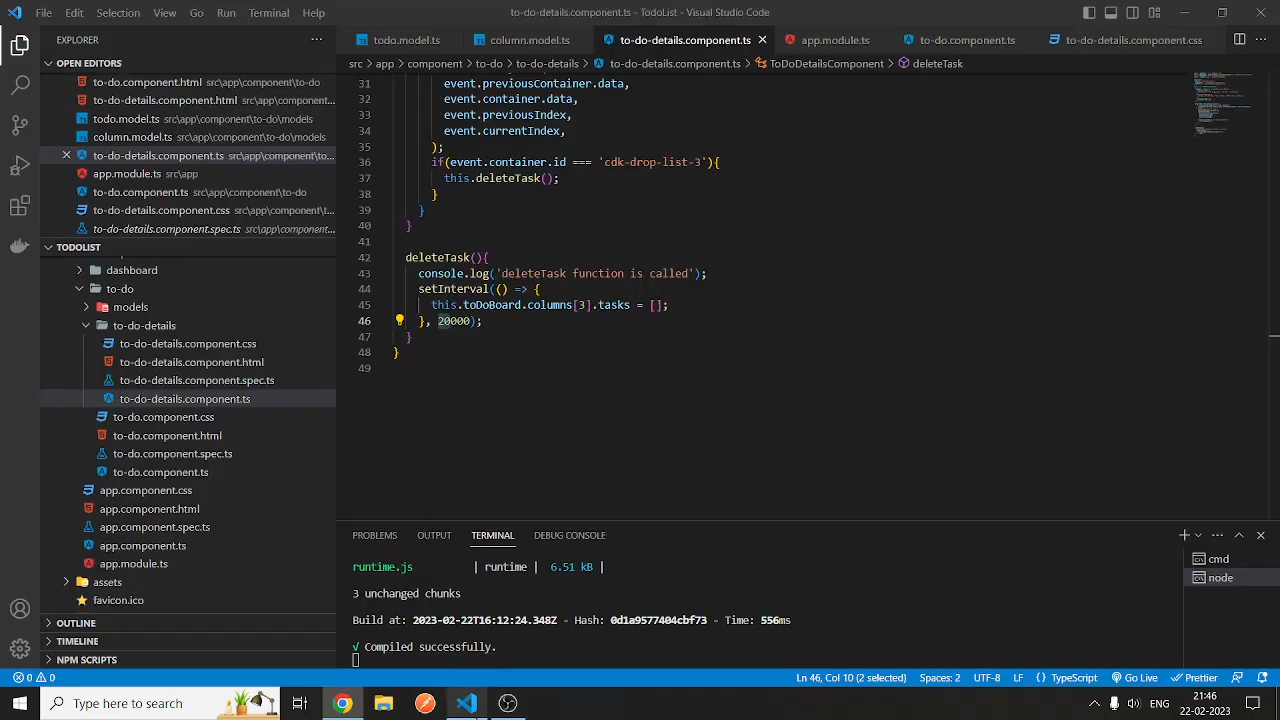 File Edit Selection View Go Run Terminal Help
to-do-details.component.ts - TodoList - Visual Studio Code
EXPLORER
OPEN EDITORS
to-do.component.html src\app\component\to-do
to-do-details.component.html src\app\component...
todo.model.ts src\app\component\to-do\models
column.model.ts src\app\component\to-do\models
to-do-details.component.ts src\app\component\to...
app.module.ts src\app
to-do.component.ts src\app\component\to-do
to-do-details.component.css src\app\component\t...
to-do-details.component.spec.ts src\app\compone...
TODOLIST
dashboard
to-do
models
to-do-details
to-do-details.component.css
to-do-details.component.html
to-do-details.component.spec.ts
to-do-details.component.ts
to-do.component.css
to-do.component.html
to-do.component.spec.ts
to-do.component.ts
app.component.css
app.component.html
app.component.spec.ts
app.component.ts
app.module.ts
assets
favicon.ico
OUTLINE
TIMELINE
NPM SCRIPTS
todo.model.ts column.model.ts to-do-details.component.ts app.module.ts to-do.component.ts to-do-details.component.css
src > app > component > to-do > to-do-details > to-do-details.component.ts > ToDoDetailsComponent > deleteTask
31 event.previousContainer.data,
32 event.container.data,
33 event.previousIndex,
34 event.currentIndex,
35 );
36 if(event.container.id === 'cdk-drop-list-3'){
37 this.deleteTask();
38 }
39 }
40 }
41
42 deleteTask(){
43 console.log('deleteTask function is called');
44 setInterval(() => {
45 this.toDoBoard.columns[3].tasks = [];
46 }, 20000);
47 }
48 }
49
PROBLEMS OUTPUT TERMINAL DEBUG CONSOLE
runtime.js | runtime | 6.51 kB |
3 unchanged chunks
Build at: 2023-02-22T16:12:24.348Z - Hash: 0d1a9577404cbf73 - Time: 556ms
√ Compiled successfully.
cmd
node
0 0
Ln 46, Col 10 (2 selected) Spaces: 2 UTF-8 LF {} TypeScript Go Live Prettier
Type here to search
ENG
21:46
22-02-2023